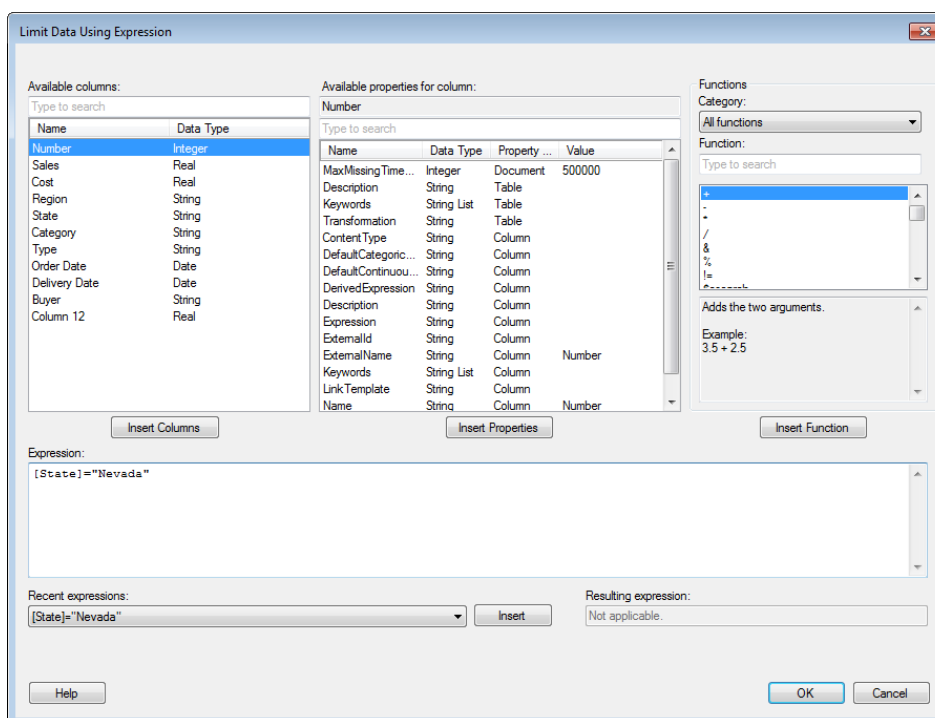 Limit Data Using Expression
Available columns:
Type to search
Name Data Type
Number Integer
Sales Real
Cost Real
Region String
State String
Category String
Type String
Order Date Date
Delivery Date Date
Buyer String
Column 12 Real
Insert Columns
Available properties for column:
Number
Type to search
Name Data Type Property ... Value
MaxMissingTime... Integer Document 500000
Description String Table
Keywords String List Table
Transformation String Table
ContentType String Column
DefaultCategoric... String Column
DefaultContinuou... String Column
DerivedExpression String Column
Description String Column
Expression String Column
ExternalId String Column
ExternalName String Column Number
Keywords String List Column
LinkTemplate String Column
Name String Column Number
Insert Properties
Functions
Category:
All functions
Function:
Type to search
+
-
/
&
%
!=
Adds the two arguments.
Example:
3.5 + 2.5
Insert Function
Expression:
[State]="Nevada"
Recent expressions:
[State]="Nevada"
Insert
Resulting expression:
Not applicable.
Help
OK
Cancel